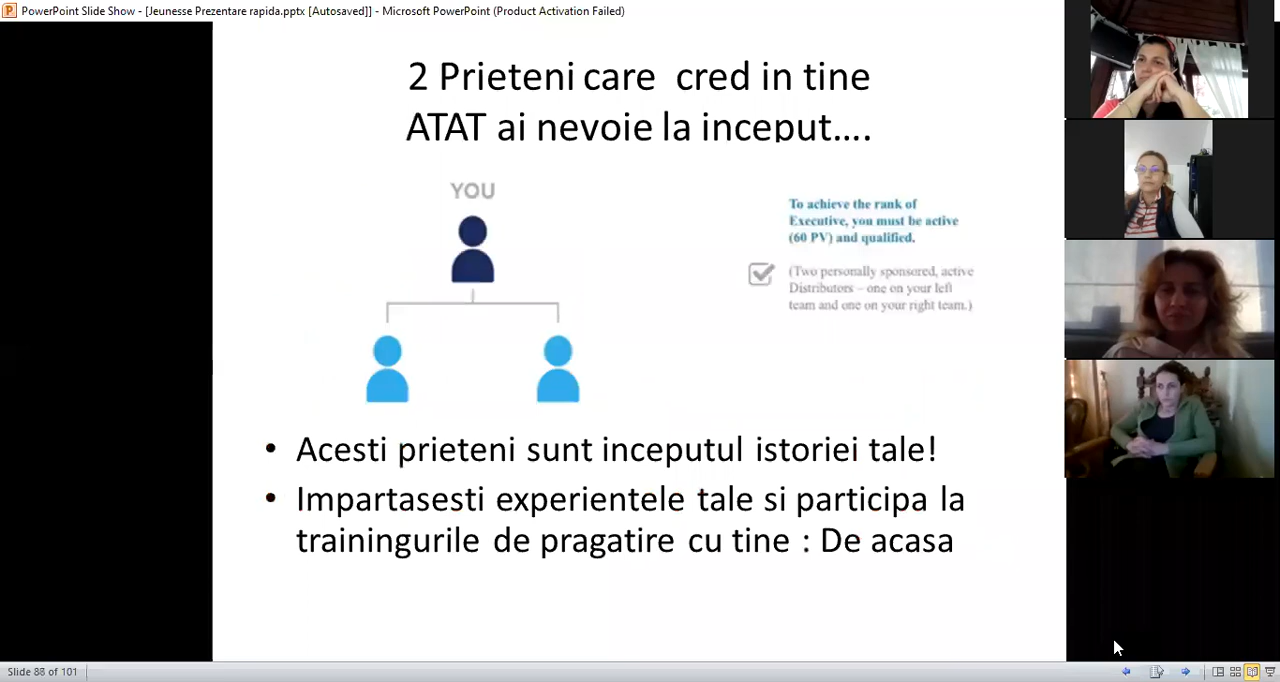 PowerPoint Slide Show - [Jeunesse Prezentare rapida.pptx [Autosaved]] - Microsoft PowerPoint (Product Activation Failed)
2 Prieteni care cred in tine
ATAT ai nevoie la inceput....
YOU
To achieve the rank of
Executive, you must be active
(60 PV) and qualified.
(Two personally sponsored, active
Distributors – one on your left
team and one on your right team.)
• Acesti prieteni sunt inceputul istoriei tale!
• Impartasesti experientele tale si participa la
trainingurile de pragatire cu tine : De acasa
Slide 88 of 101